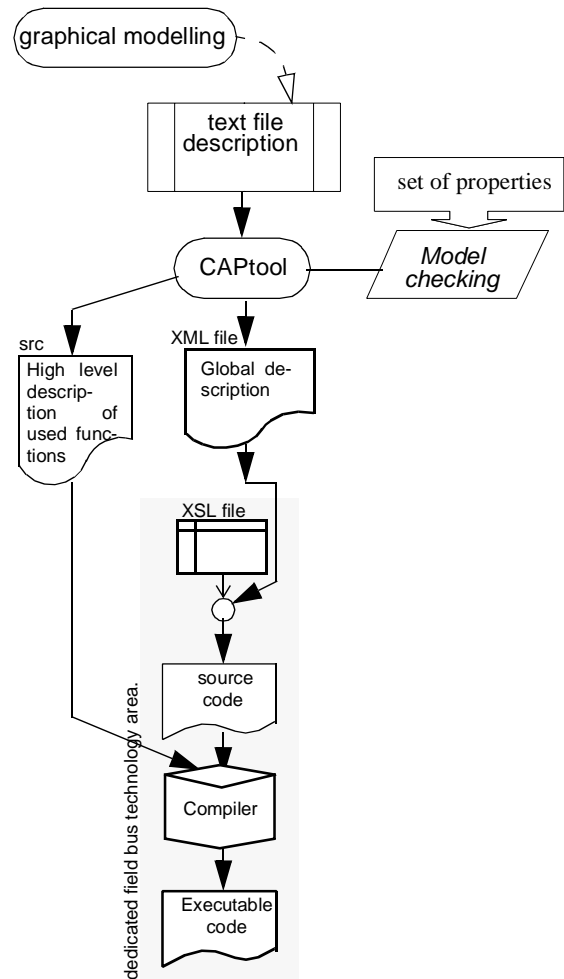 graphical modelling
text file
description
set of properties
CAPtool
Model
checking
src
XML file
High level
descrip-
tion of
used func-
tions
Global de-
scription
XSL file
source
code
dedicated field bus technology area.
Compiler
Executable
code